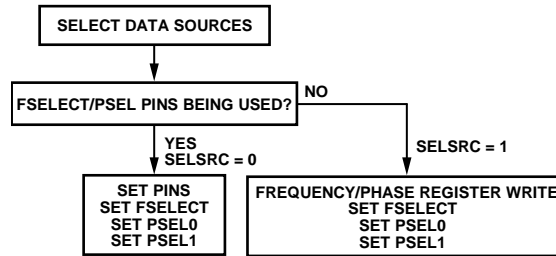 SELECT DATA SOURCES
FSELECT/PSEL PINS BEING USED?
NO
YES
SELSRC = 0
SELSRC = 1
SET PINS
SET FSELECT
SET PSEL0
SET PSEL1
FREQUENCY/PHASE REGISTER WRITE
SET FSELECT
SET PSEL0
SET PSEL1